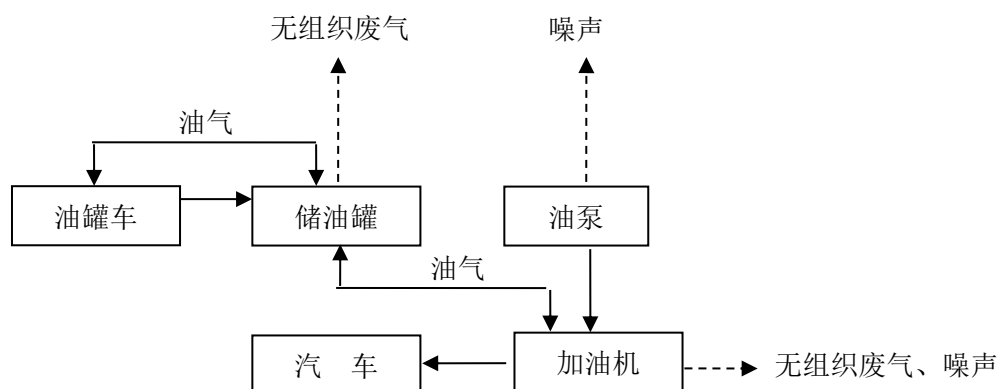 无组织废气
噪声
油气
油罐车
储油罐
油泵
油气
汽 车
加油机
无组织废气、噪声